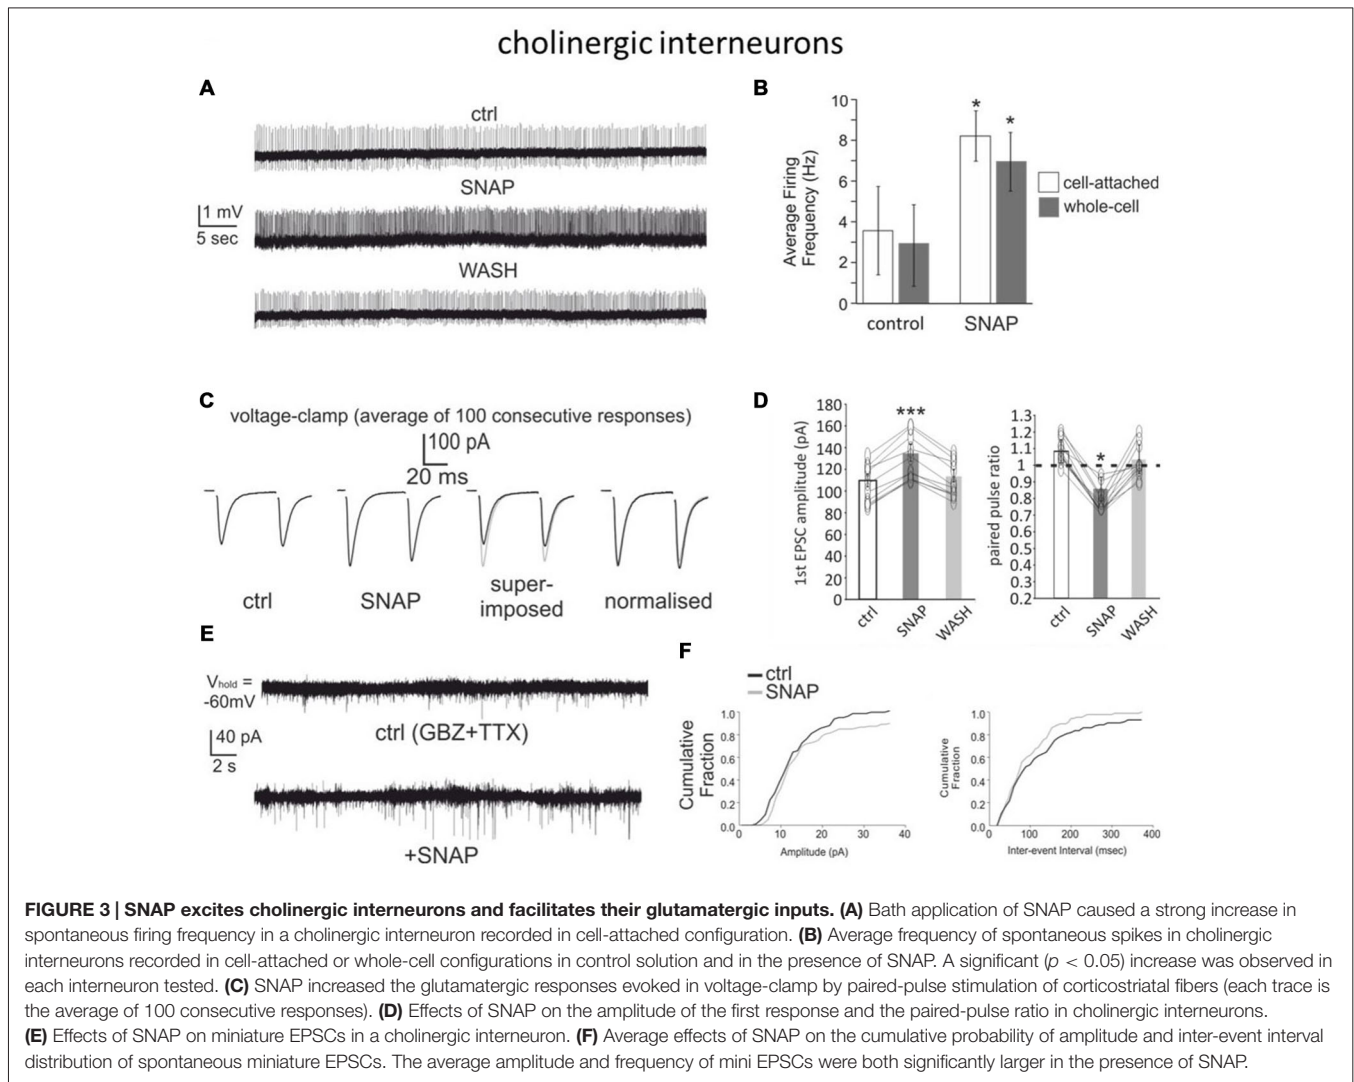 cholinergic interneurons
A
ctrl
SNAP
1 mV
5 sec
WASH
B
Average Firing
Frequency (Hz)
10
8
6
4
2
0
control
SNAP
*
*
cell-attached
whole-cell
C
voltage-clamp (average of 100 consecutive responses)
100 pA
20 ms
ctrl
SNAP
super-
imposed
normalised
D
1st EPSC amplitude (pA)
180
160
140
120
100
80
60
40
20
0
***
ctrl
SNAP
WASH
paired pulse ratio
1.3
1.2
1.1
1
0.9
0.8
0.7
0.6
0.5
0.4
0.3
0.2
*
ctrl
SNAP
WASH
E
Vhold =
-60mV
40 pA
2 s
ctrl (GBZ+TTX)
+SNAP
F
ctrl
SNAP
Cumulative
Fraction
1.0
0.8
0.6
0.4
0.2
0.0
0
10
20
30
40
Amplitude (pA)
Cumulative
Fraction
1.0
0.8
0.6
0.4
0.2
0.0
0
100
200
300
400
Inter-event Interval (msec)
FIGURE 3 | SNAP excites cholinergic interneurons and facilitates their glutamatergic inputs. (A) Bath application of SNAP caused a strong increase in
spontaneous firing frequency in a cholinergic interneuron recorded in cell-attached configuration. (B) Average frequency of spontaneous spikes in cholinergic
interneurons recorded in cell-attached or whole-cell configurations in control solution and in the presence of SNAP. A significant (p < 0.05) increase was observed in
each interneuron tested. (C) SNAP increased the glutamatergic responses evoked in voltage-clamp by paired-pulse stimulation of corticostriatal fibers (each trace is
the average of 100 consecutive responses). (D) Effects of SNAP on the amplitude of the first response and the paired-pulse ratio in cholinergic interneurons.
(E) Effects of SNAP on miniature EPSCs in a cholinergic interneuron. (F) Average effects of SNAP on the cumulative probability of amplitude and inter-event interval
distribution of spontaneous miniature EPSCs. The average amplitude and frequency of mini EPSCs were both significantly larger in the presence of SNAP.